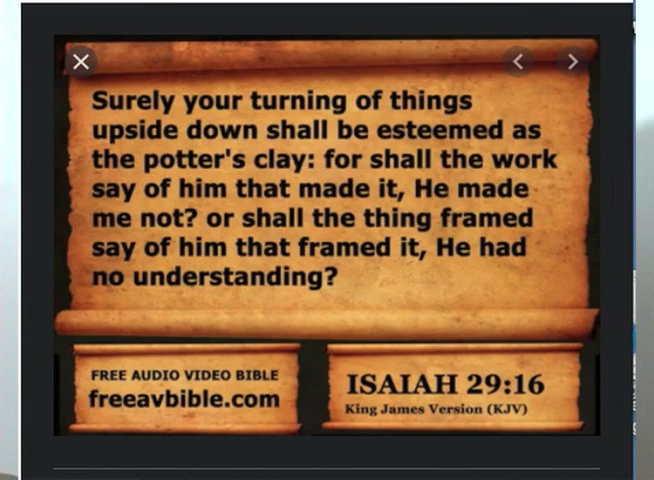 Surely your turning of things
upside down shall be esteemed as
the potter's clay: for shall the work
say of him that made it, He made
me not? or shall the thing framed
say of him that framed it, He had
no understanding?
FREE AUDIO VIDEO BIBLE
freeavbible.com
ISAIAH 29:16
King James Version (KJV)